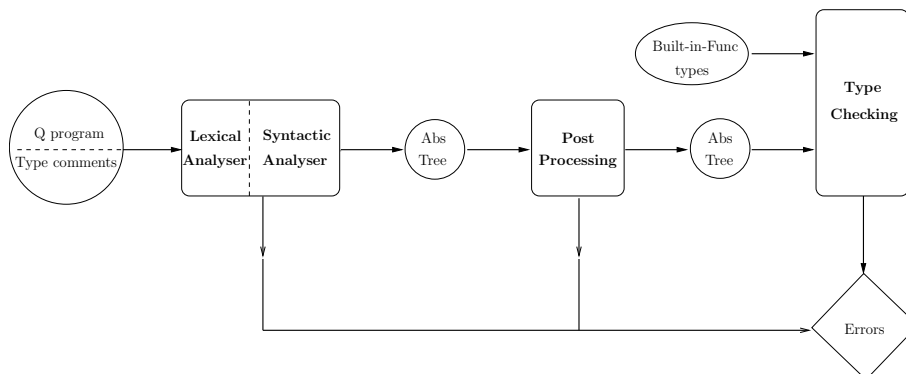 Q program
Type comments
Lexical
Analyser
Syntactic
Analyser
Abs
Tree
Post
Processing
Abs
Tree
Built-in-Func
types
Type
Checking
Errors